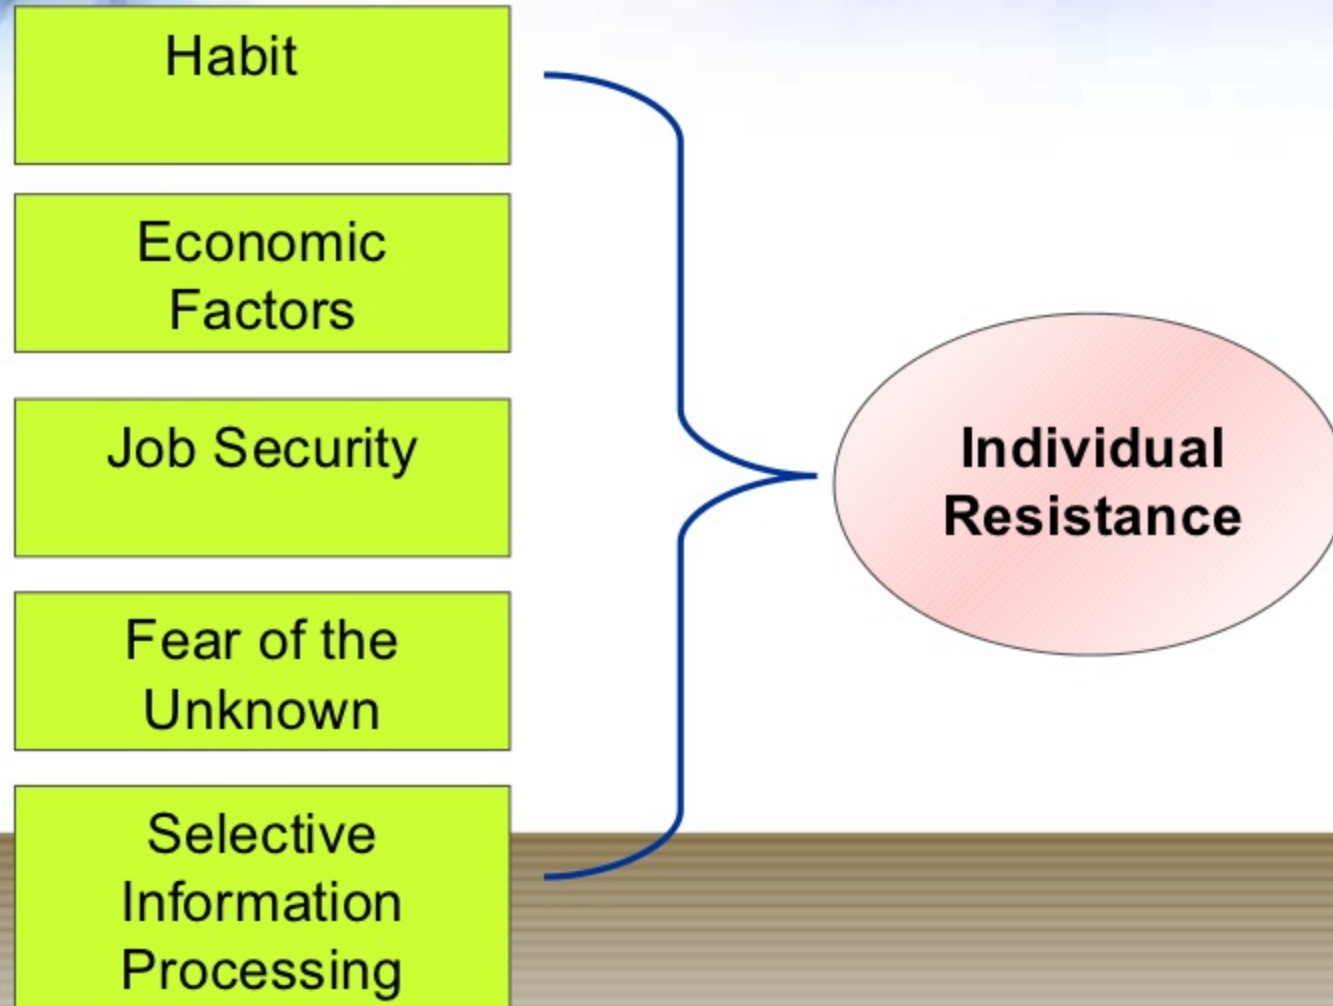 Habit
Economic
Factors
Job Security
Fear of the
Unknown
Selective
Information
Processing
Individual
Resistance